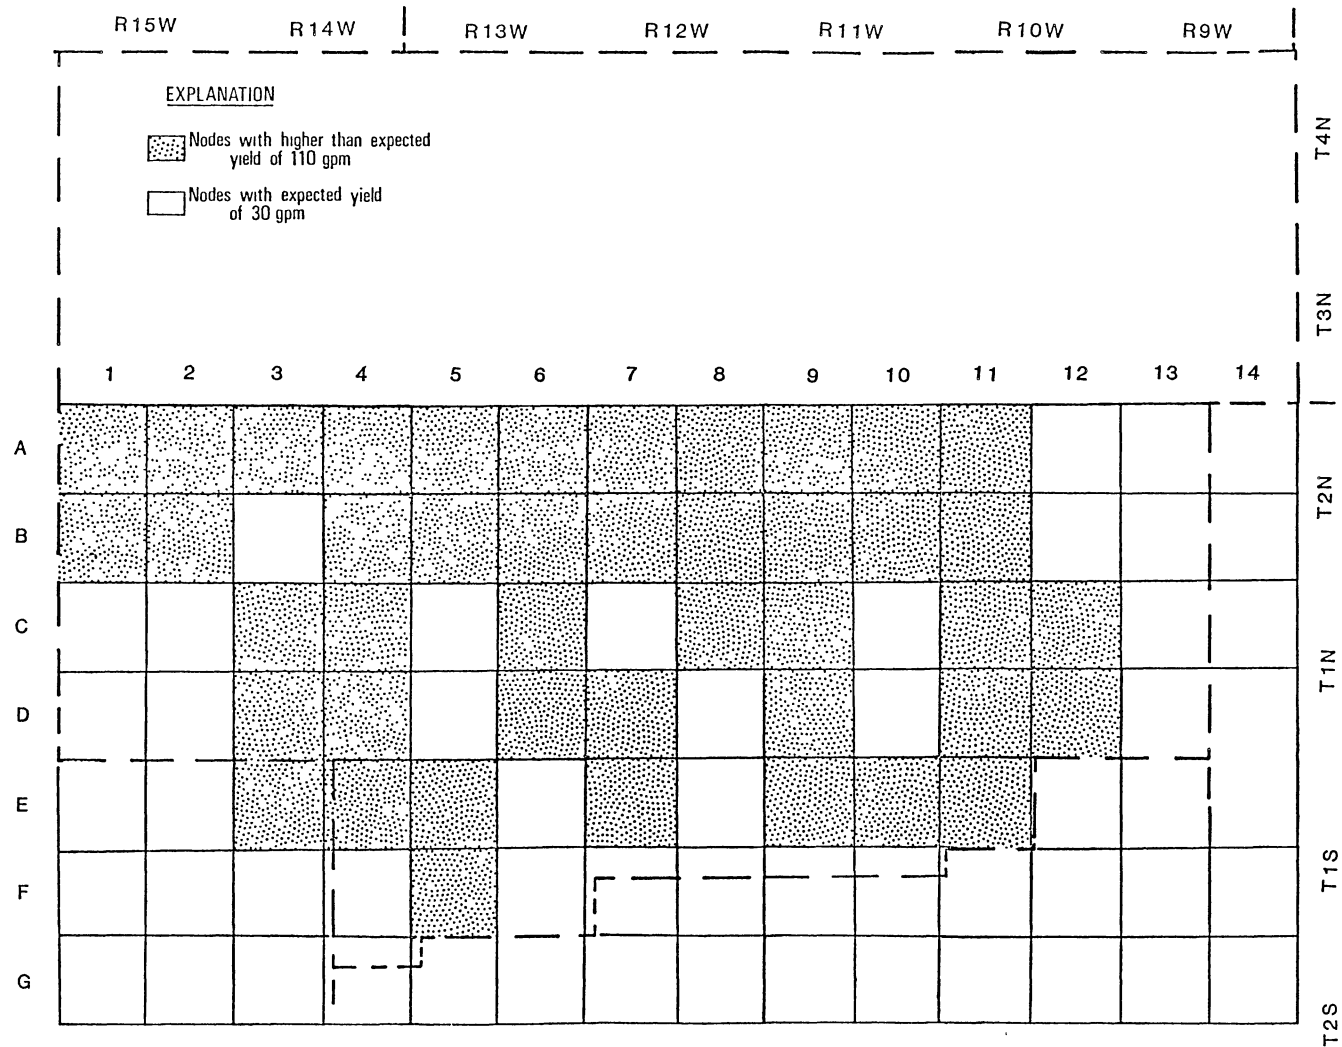 R15W R14W R13W R12W R11W R10W R9W
EXPLANATION
Nodes with higher than expected
yield of 110 gpm
Nodes with expected yield
of 30 gpm
T4N
T3N
1 2 3 4 5 6 7 8 9 10 11 12 13 14
A
T2N
B
C
T1N
D
E
T1S
F
G
T2S